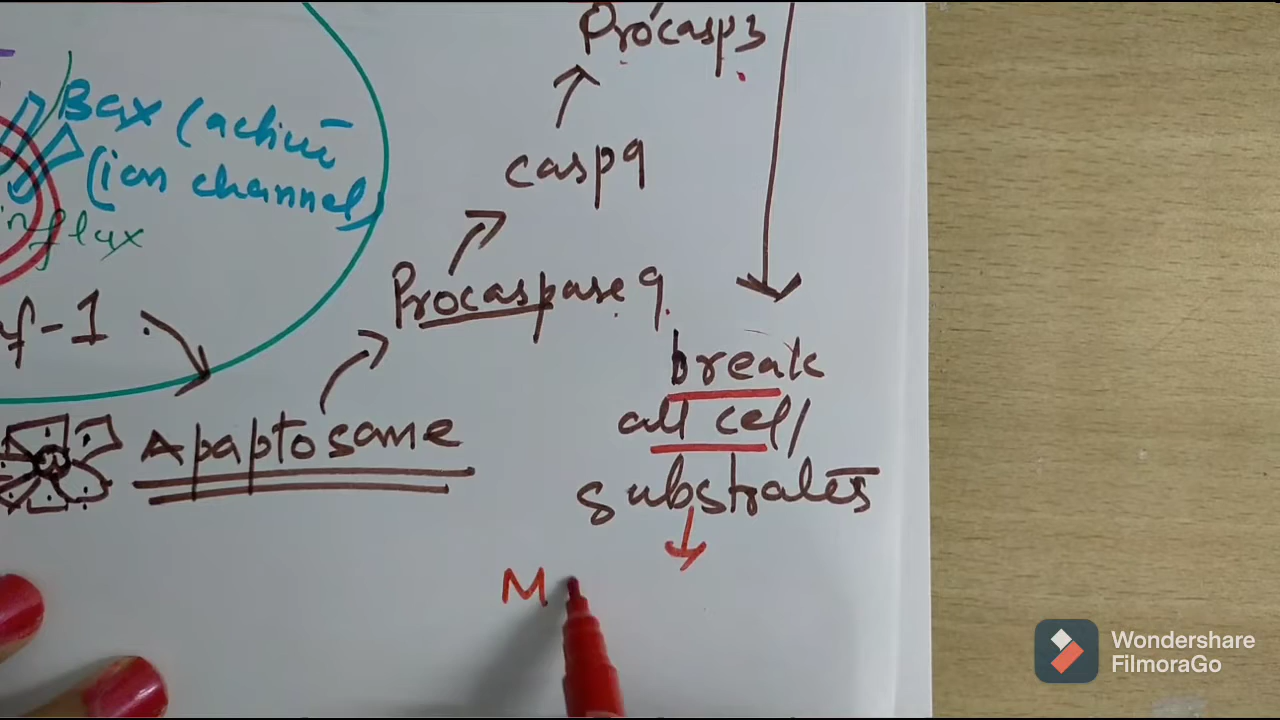 Procasp3
Bax (active
(ion channel)
influx
casp9
Procaspase 9
f-1
Apaptosome
break
all cell
substrates
M
Wondershare
FilmoraGo